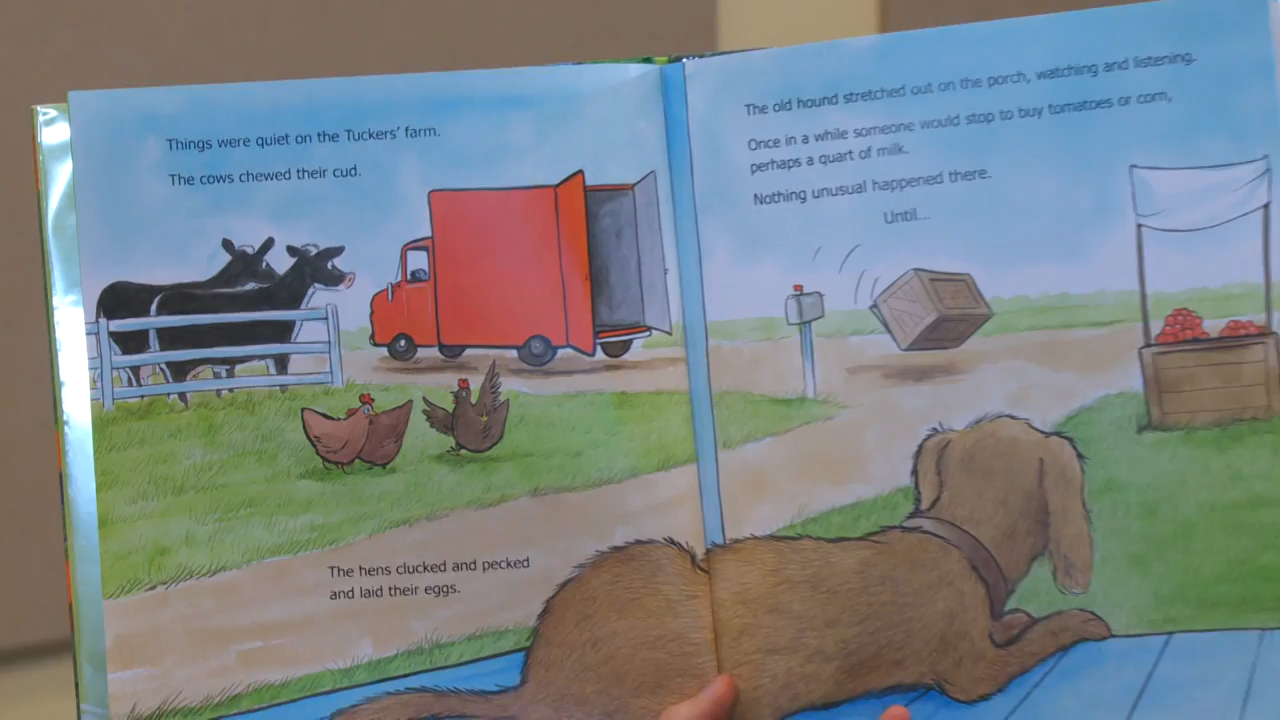 Things were quiet on the Tuckers' farm.
The cows chewed their cud.
The hens clucked and pecked
and laid their eggs.
The old hound stretched out on the porch, watching and listening.
Once in a while someone would stop to buy tomatoes or corn,
perhaps a quart of milk.
Nothing unusual happened there.
Until...